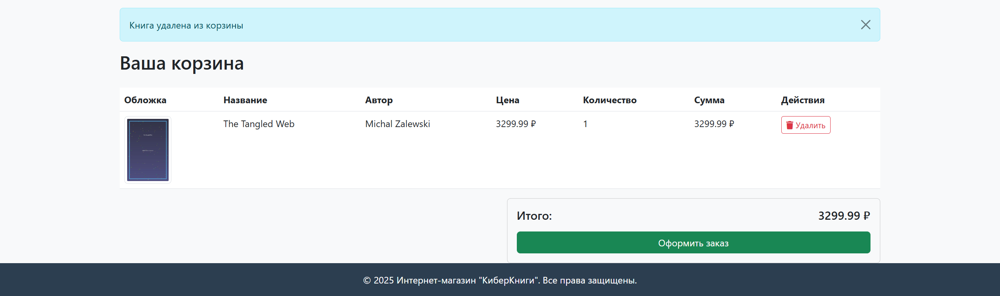 Книга удалена из корзины
Ваша корзина
Обложка Название Автор Цена Количество Сумма Действия
The Tangled Web Michal Zalewski 3299.99 ₽ 1 3299.99 ₽ Удалить
Итого: 3299.99 ₽
Оформить заказ
© 2025 Интернет-магазин "КиберКниги". Все права защищены.